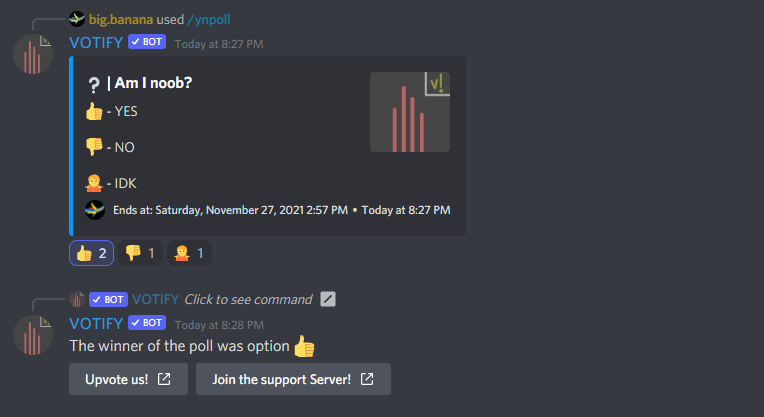 big.banana used /ynpoll
VOTIFY ✓ BOT Today at 8:27 PM
❔ | Am I noob?
v!
👍 - YES
👎 - NO
🤷 - IDK
Ends at: Saturday, November 27, 2021 2:57 PM • Today at 8:27 PM
👍 2 👎 1 🤷 1
✓ BOT VOTIFY Click to see command
VOTIFY ✓ BOT Today at 8:28 PM
The winner of the poll was option 👍
Upvote us! Join the support Server!